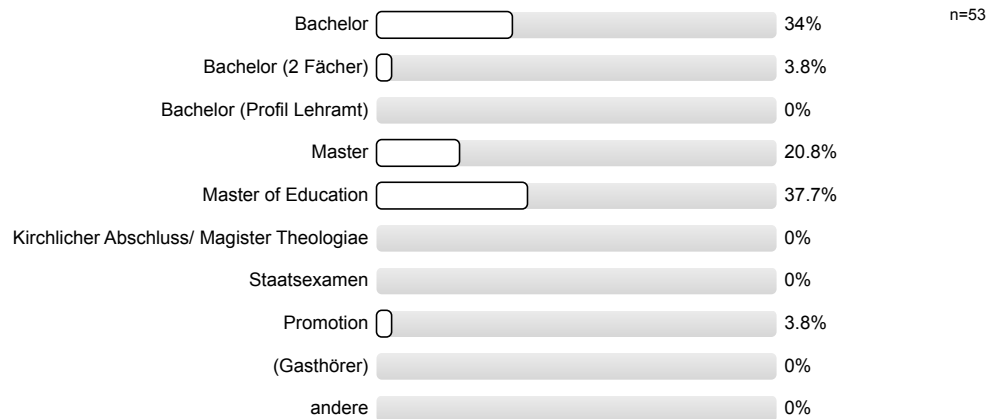 Bachelor 34% n=53
Bachelor (2 Fächer) 3.8%
Bachelor (Profil Lehramt) 0%
Master 20.8%
Master of Education 37.7%
Kirchlicher Abschluss/ Magister Theologiae 0%
Staatsexamen 0%
Promotion 3.8%
(Gasthörer) 0%
andere 0%